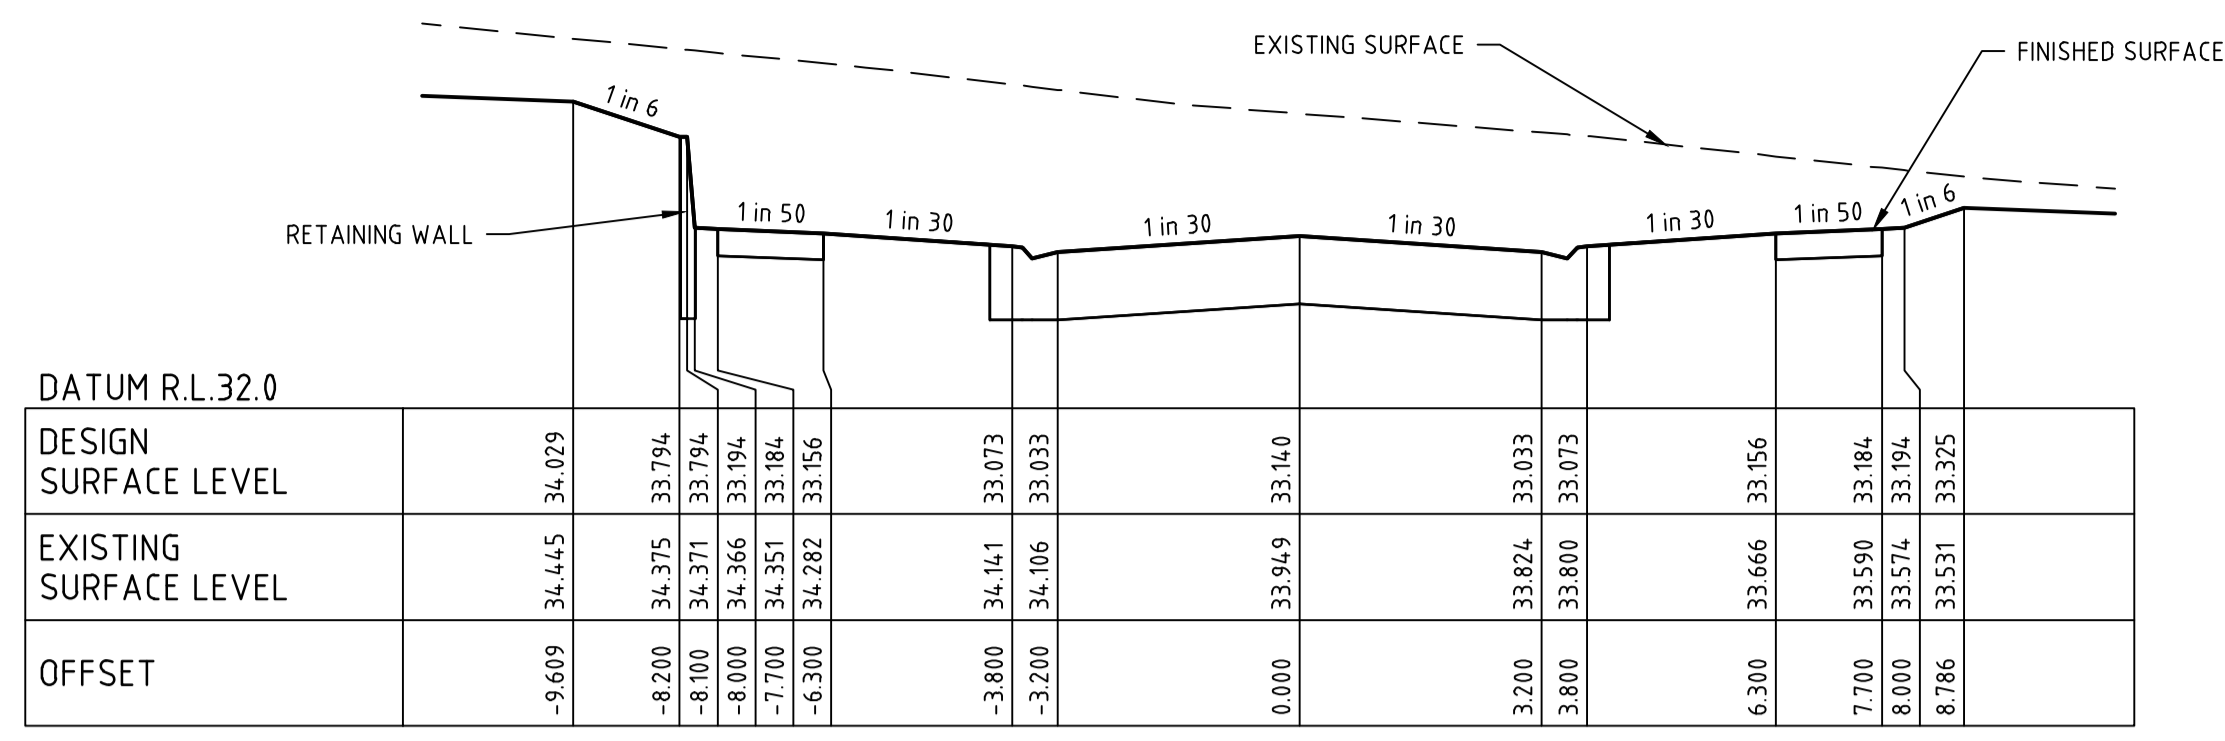 EXISTING SURFACE
FINISHED SURFACE
1 in 6
RETAINING WALL
1 in 50
1 in 30
1 in 30
1 in 30
1 in 30
1 in 50
1 in 6
DATUM R.L.32.0
DESIGN
SURFACE LEVEL
34.029
33.794
33.794
33.194
33.184
33.156
33.073
33.033
33.140
33.033
33.073
33.156
33.184
33.194
33.325
EXISTING
SURFACE LEVEL
34.445
34.375
34.371
34.366
34.351
34.282
34.141
34.106
33.949
33.824
33.800
33.666
33.590
33.574
33.531
OFFSET
-9.609
-8.200
-8.100
-8.000
-7.700
-6.300
-3.800
-3.200
0.000
3.200
3.800
6.300
7.700
8.000
8.786